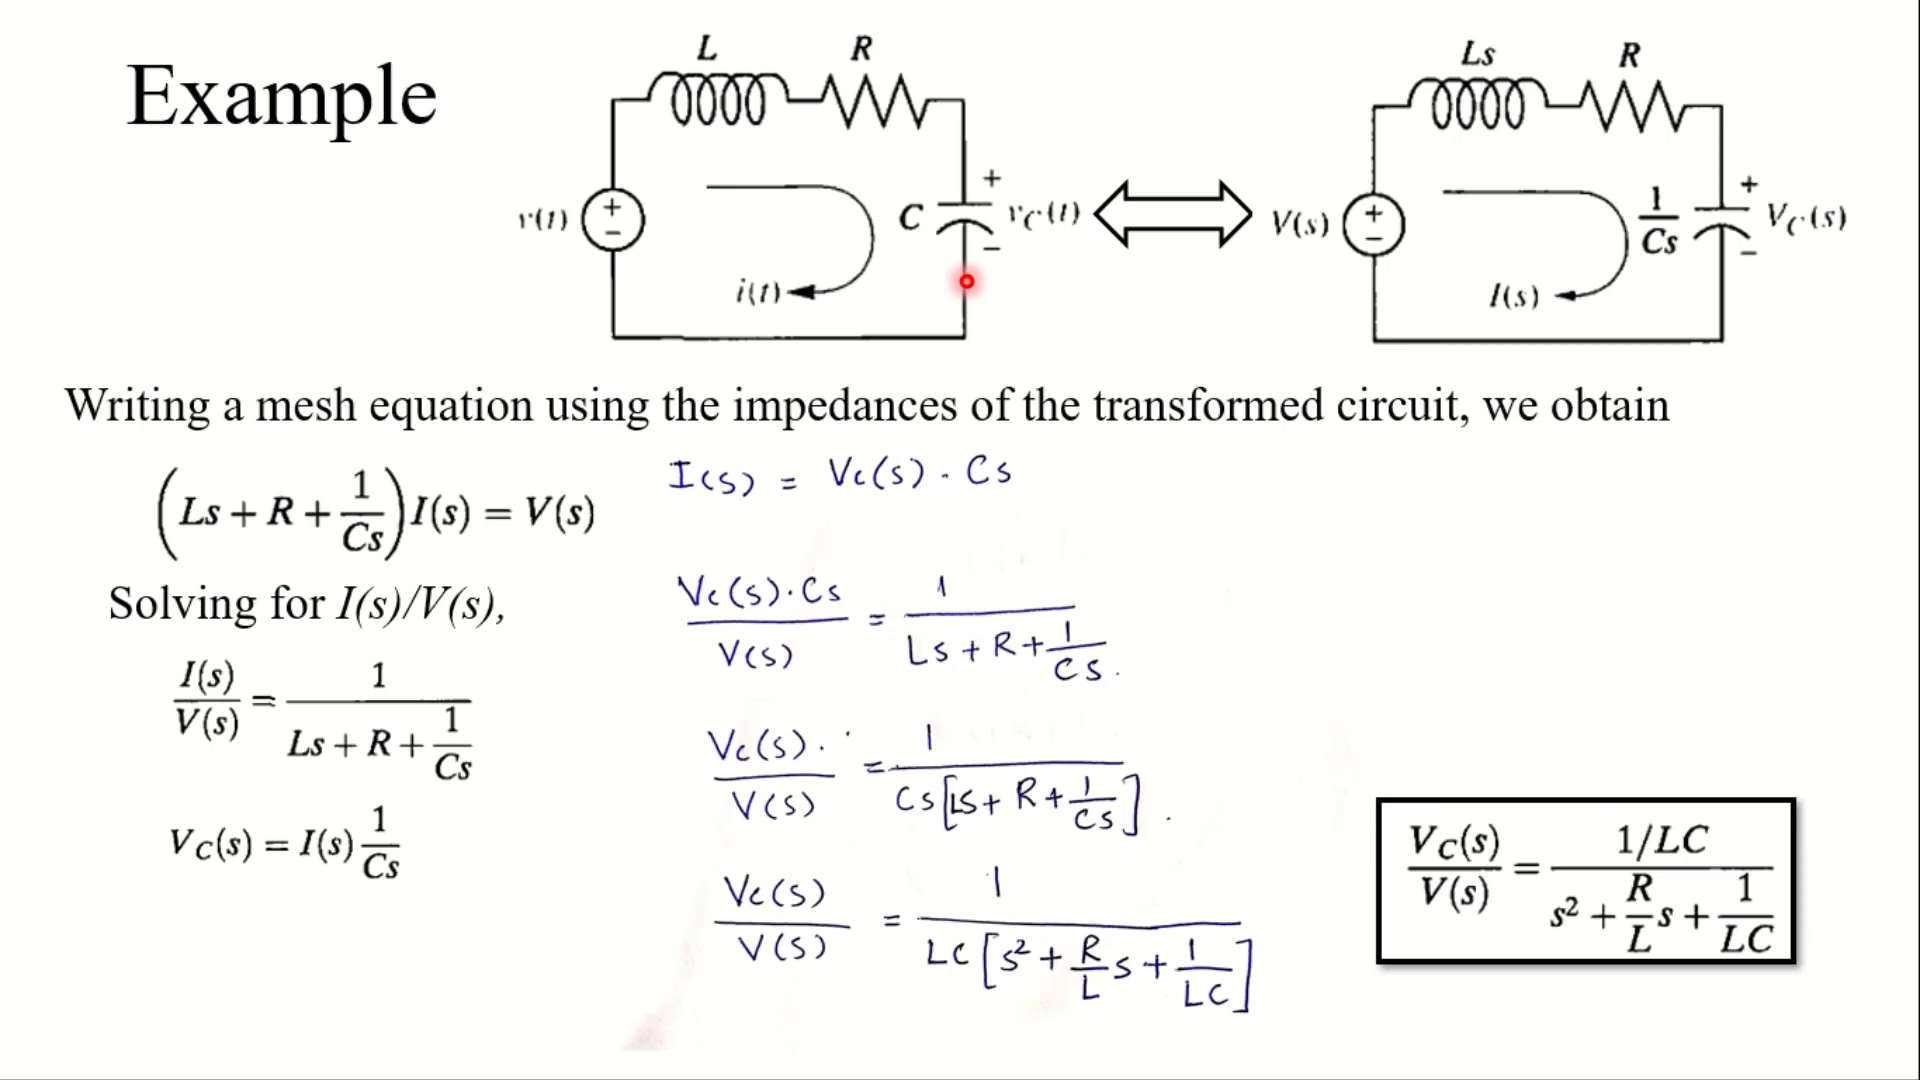 Example
L R
v(t) + − C + − vC(t) i(t)
Ls R
V(s) + − 1/Cs + − VC(s) I(s)
Writing a mesh equation using the impedances of the transformed circuit, we obtain
(Ls + R + 1/Cs) I(s) = V(s)
Solving for I(s)/V(s),
I(s)/V(s) = 1/(Ls + R + 1/Cs)
VC(s) = I(s) 1/Cs
I(s) = Vc(s) . Cs
Vc(s).Cs/V(s) = 1/(Ls + R + 1/Cs)
Vc(s)./V(s) = 1/(Cs[Ls + R + 1/Cs])
Vc(s)/V(s) = 1/(LC[s² + R/L s + 1/LC])
VC(s)/V(s) = (1/LC)/(s² + R/L s + 1/LC)